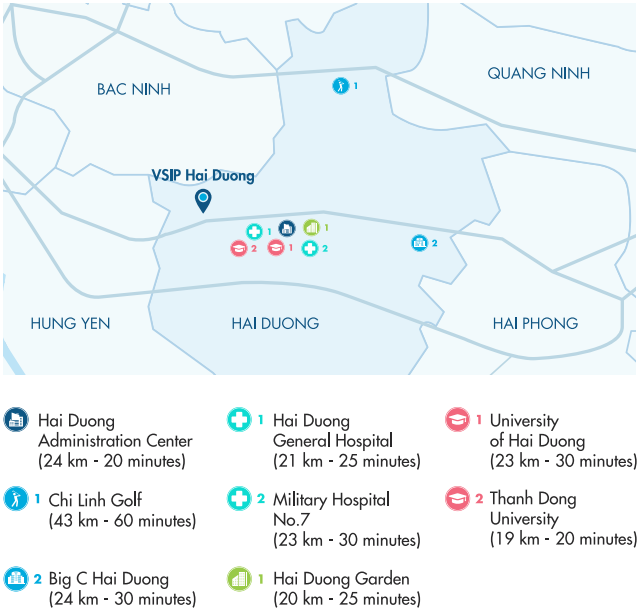 BAC NINH
QUANG NINH
1
VSIP Hai Duong
1
1
2
1
2
2
HUNG YEN
HAI DUONG
HAI PHONG
Hai Duong
Administration Center
(24 km - 20 minutes)
1 Chi Linh Golf
(43 km - 60 minutes)
2 Big C Hai Duong
(24 km - 30 minutes)
1 Hai Duong
General Hospital
(21 km - 25 minutes)
2 Military Hospital
No.7
(23 km - 30 minutes)
1 Hai Duong Garden
(20 km - 25 minutes)
1 University
of Hai Duong
(23 km - 30 minutes)
2 Thanh Dong
University
(19 km - 20 minutes)